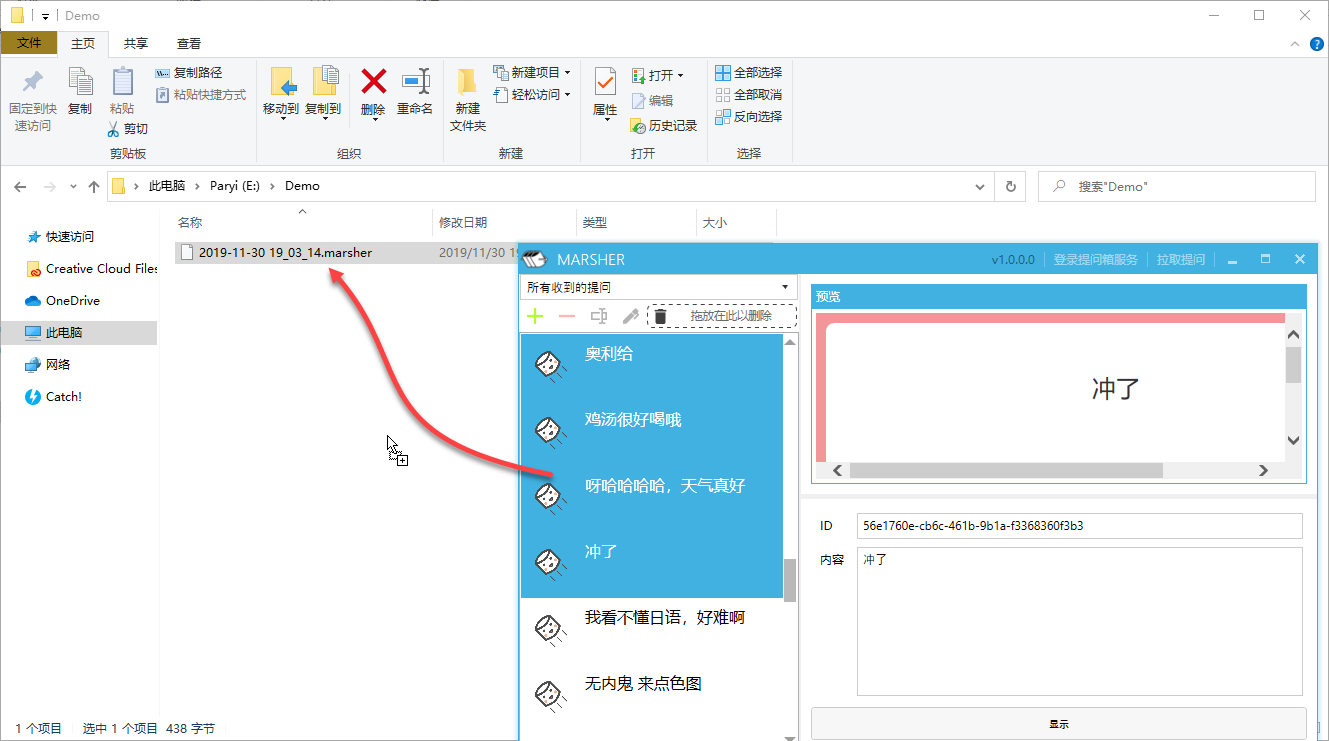 Demo
文件
主页
共享
查看
固定到快
速访问
复制
粘贴
复制路径
粘贴快捷方式
剪切
剪贴板
移动到
复制到
删除
重命名
组织
新建
文件夹
新建项目
轻松访问
新建
属性
打开
编辑
历史记录
打开
全部选择
全部取消
反向选择
选择
此电脑
Paryi (E:)
Demo
搜索"Demo"
快速访问
Creative Cloud Files
OneDrive
此电脑
网络
Catch!
名称
修改日期
类型
大小
2019-11-30 19_03_14.marsher
2019/11/30 19
MARSHER
v1.0.0.0
登录提问箱服务
拉取提问
所有收到的提问
拖放在此以删除
奥利给
鸡汤很好喝哦
呀哈哈哈哈，天气真好
冲了
我看不懂日语，好难啊
无内鬼 来点色图
预览
冲了
ID
56e1760e-cb6c-461b-9b1a-f3368360f3b3
内容
冲了
显示
1 个项目
选中 1 个项目
438 字节